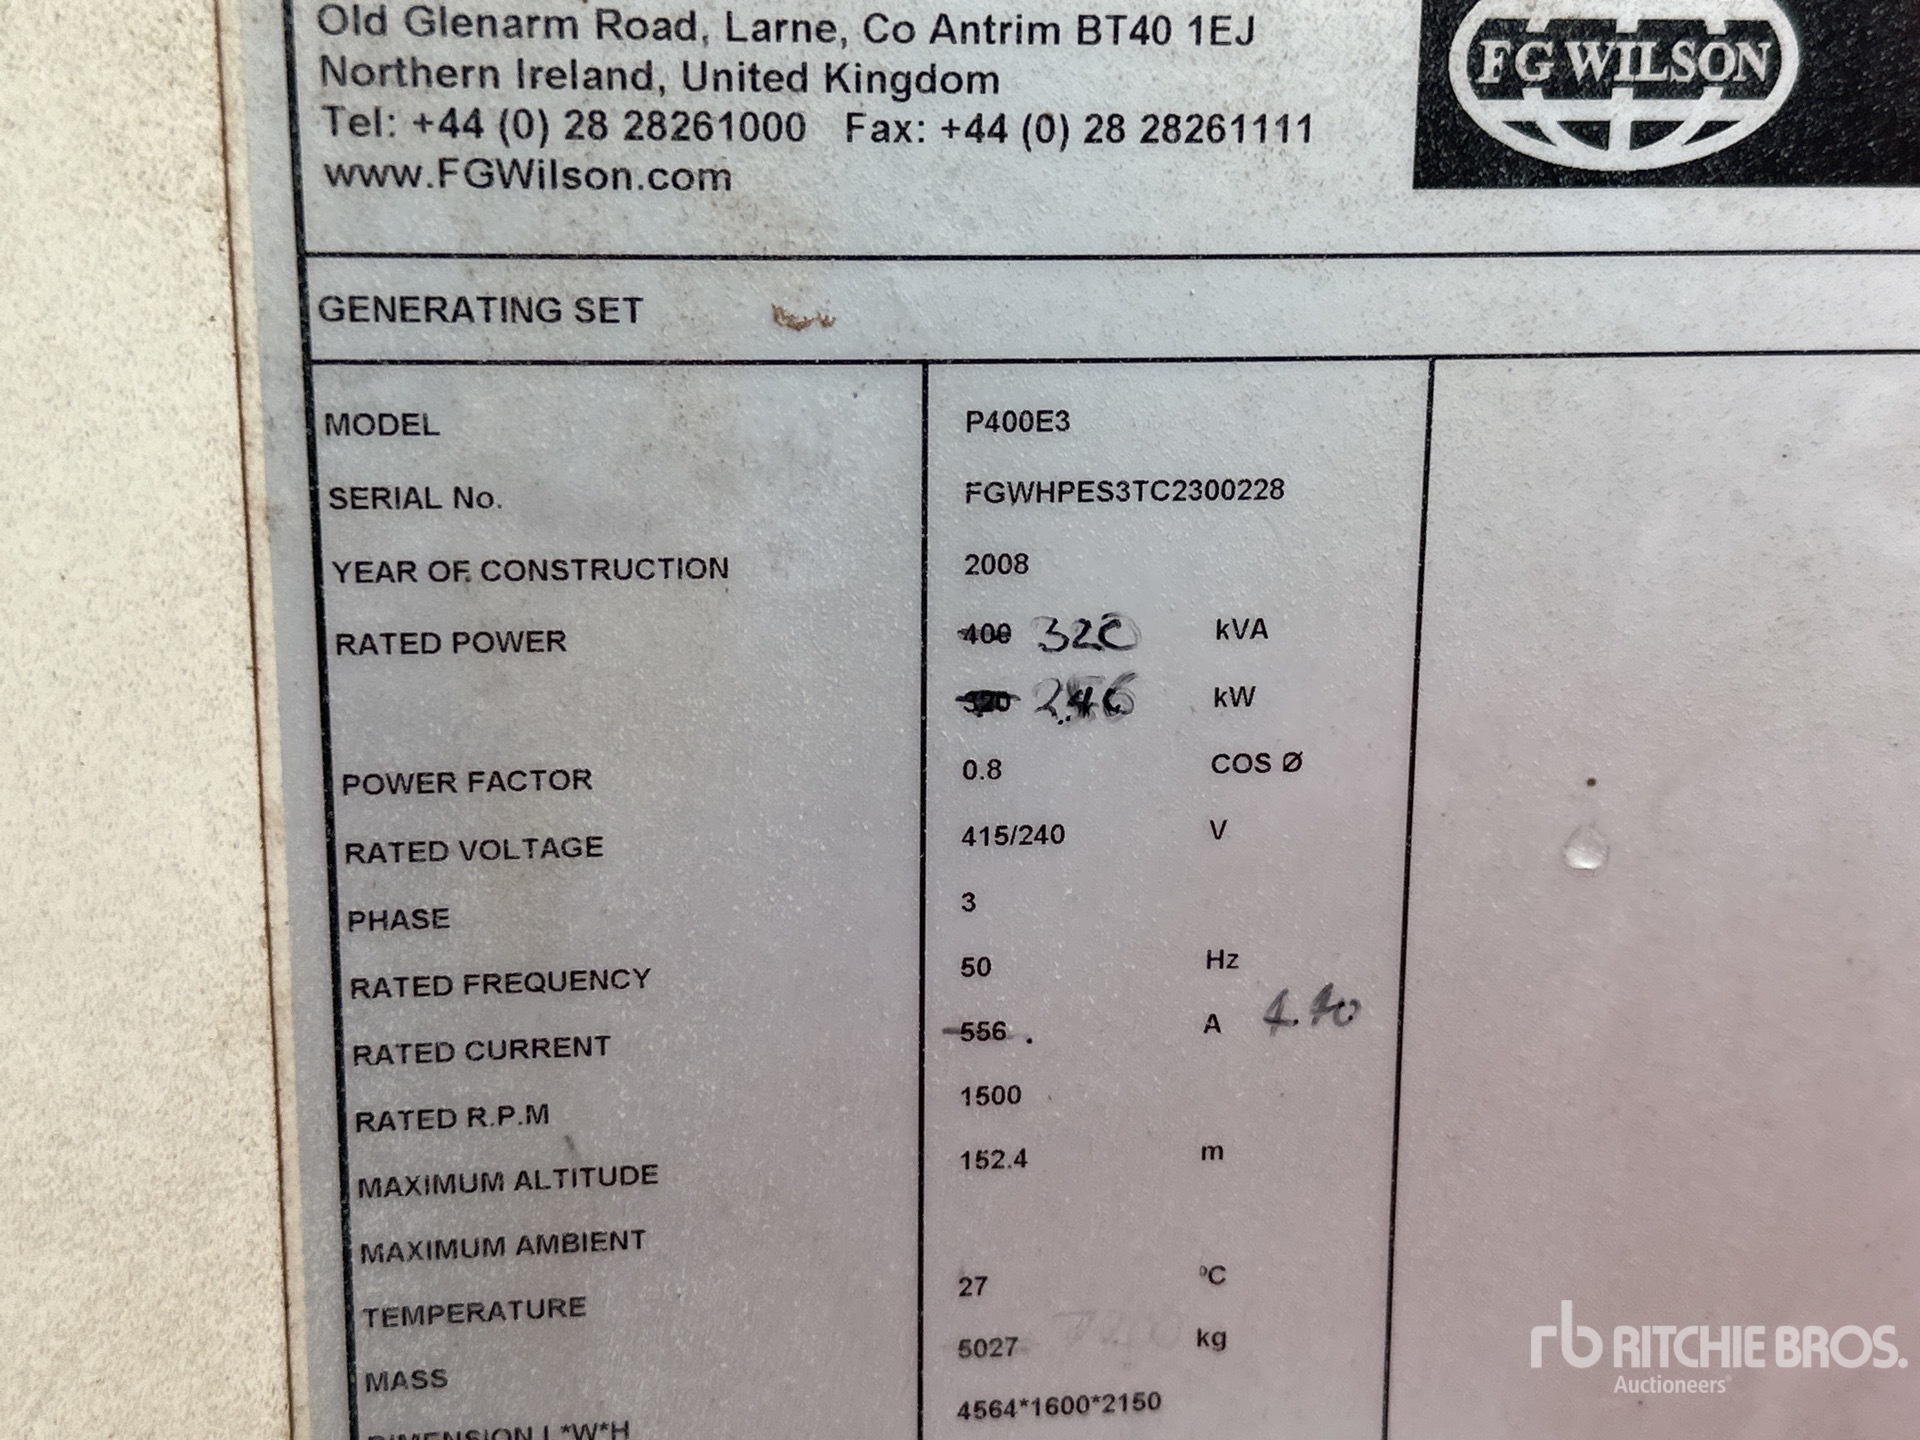 Old Glenarm Road, Larne, Co Antrim BT40 1EJ
Northern Ireland, United Kingdom
Tel: +44 (0) 28 28261000 Fax: +44 (0) 28 28261111
www.FGWilson.com
FG WILSON
GENERATING SET
MODEL P400E3
SERIAL No. FGWHPES3TC2300228
YEAR OF CONSTRUCTION 2008
RATED POWER 400 320 kVA
320 kW
POWER FACTOR 0.8 COS Ø
RATED VOLTAGE 415/240 V
PHASE 3
RATED FREQUENCY 50 Hz
RATED CURRENT 556 A
RATED R.P.M 1500
MAXIMUM ALTITUDE 152.4 m
MAXIMUM AMBIENT
TEMPERATURE 27 ºC
MASS 5027 kg
DIMENSION L*W*H 4564*1600*2150
rb RITCHIE BROS.
Auctioneers